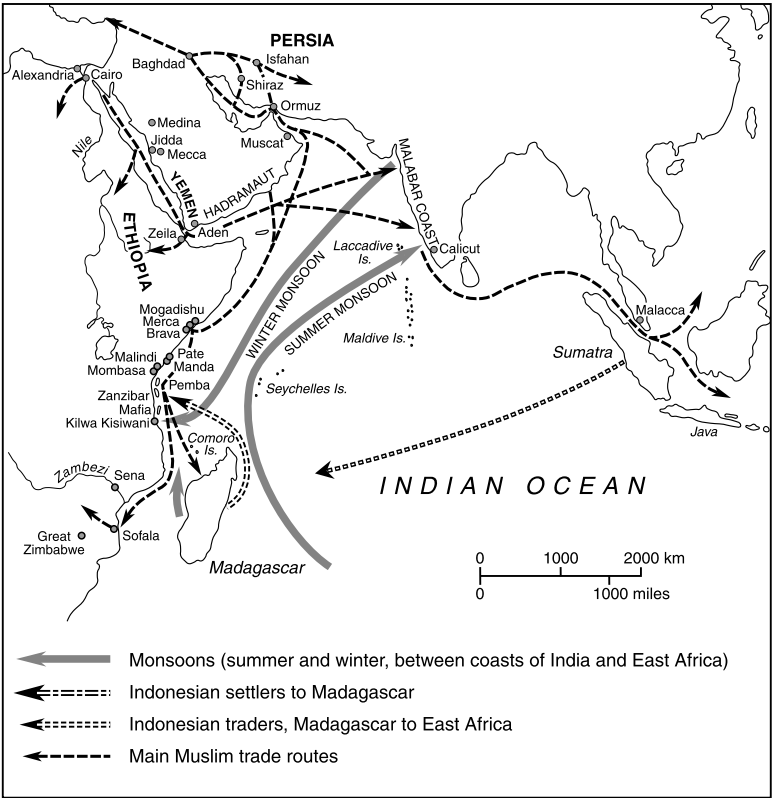 PERSIA
Baghdad
Isfahan
Alexandria
Cairo
Shiraz
Ormuz
Medina
Muscat
Nile
Jidda
Mecca
MALABAR COAST
YEMEN
HADRAMAUT
ETHIOPIA
Zeila
Aden
Laccadive
Is.
Calicut
WINTER MONSOON
SUMMER MONSOON
Mogadishu
Merca
Brava
Malacca
Maldive Is.
Malindi
Pate
Mombasa
Manda
Sumatra
Pemba
Seychelles Is.
Zanzibar
Mafia
Kilwa Kisiwani
Java
Comoro
Is.
Zambezi
Sena
INDIAN OCEAN
Great
Zimbabwe
Sofala
Madagascar
0 1000 2000 km
0 1000 miles
Monsoons (summer and winter, between coasts of India and East Africa)
Indonesian settlers to Madagascar
Indonesian traders, Madagascar to East Africa
Main Muslim trade routes